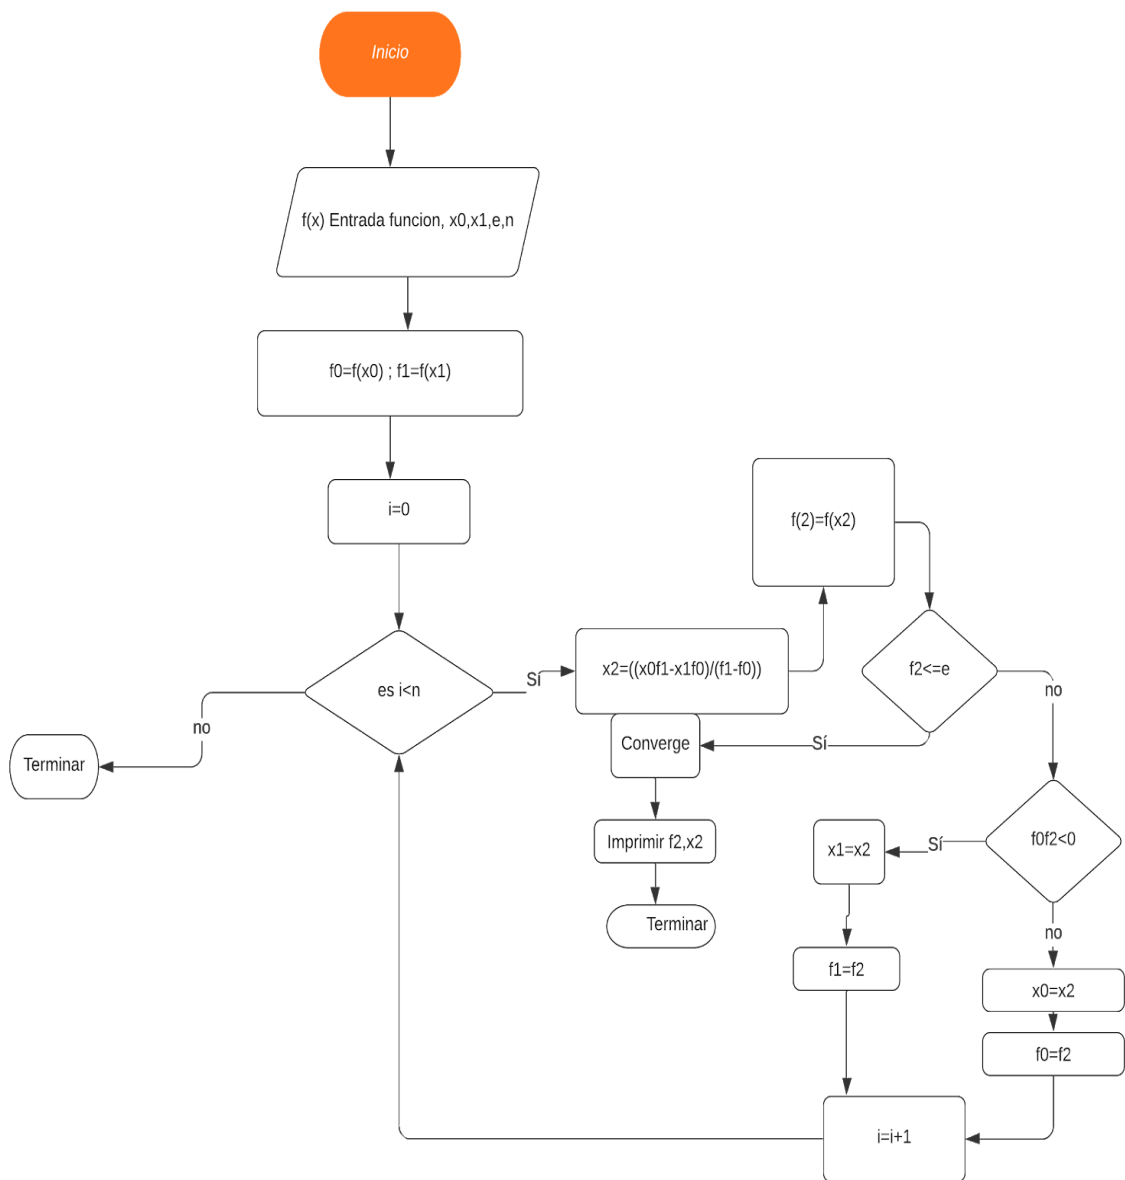 Inicio
f(x) Entrada funcion, x0,x1,e,n
f0=f(x0) ; f1=f(x1)
i=0
es i<n
no
Terminar
Sí
x2=((x0f1-x1f0)/(f1-f0))
f(2)=f(x2)
f2<=e
Sí
Converge
Imprimir f2,x2
Terminar
no
f0f2<0
Sí
x1=x2
f1=f2
no
x0=x2
f0=f2
i=i+1